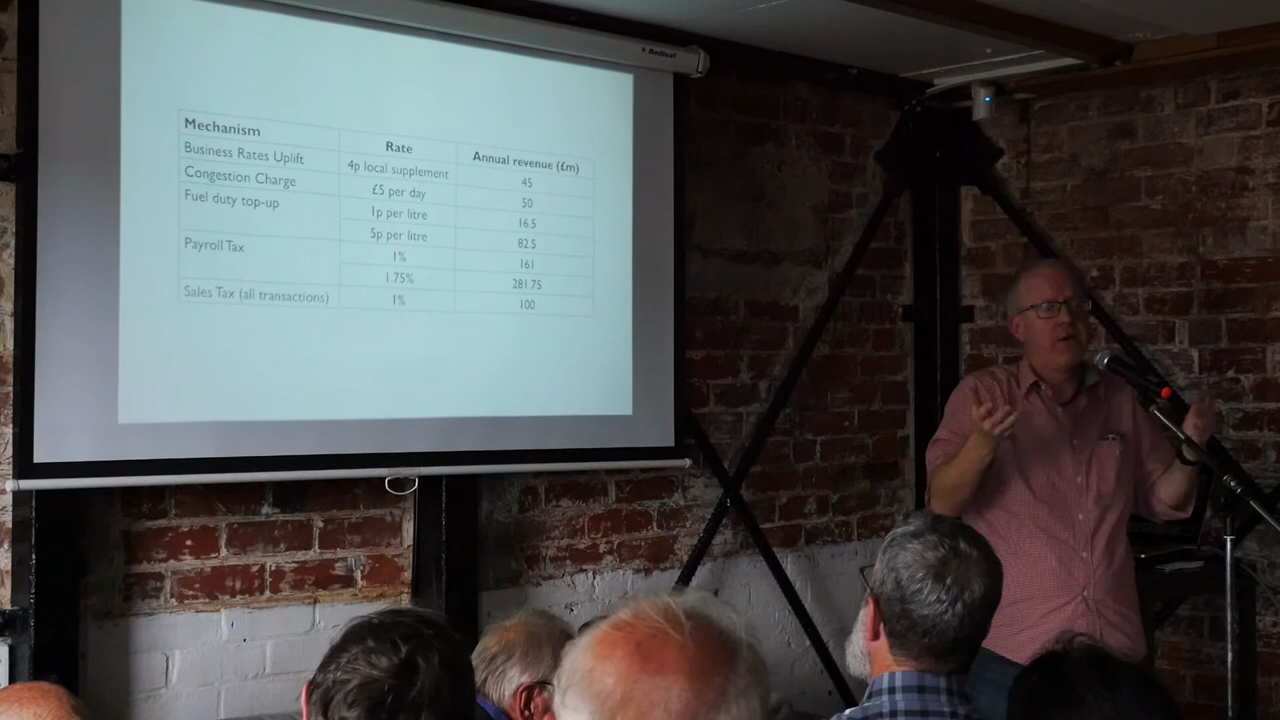 Redleaf
Mechanism Rate Annual revenue (£m)
Business Rates Uplift 4p local supplement 45
Congestion Charge £5 per day 50
Fuel duty top-up 1p per litre 16.5
5p per litre 82.5
Payroll Tax 1% 161
1.75% 281.75
Sales Tax (all transactions) 1% 100